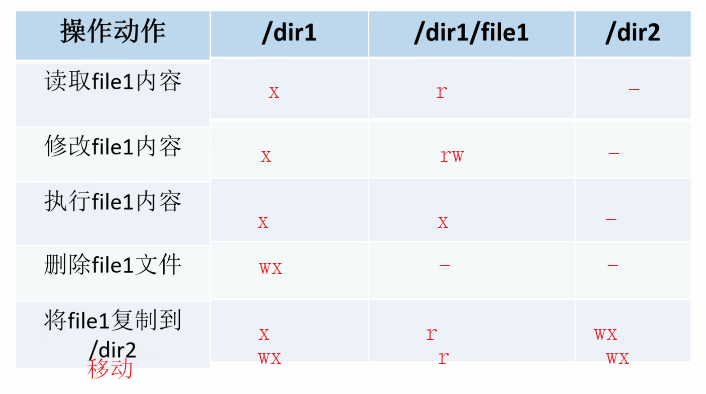 操作动作 /dir1 /dir1/file1 /dir2
读取file1内容 x r -
修改file1内容 x rw -
执行file1内容 x x -
删除file1文件 wx - -
将file1复制到
/dir2 x r wx
移动 wx r wx